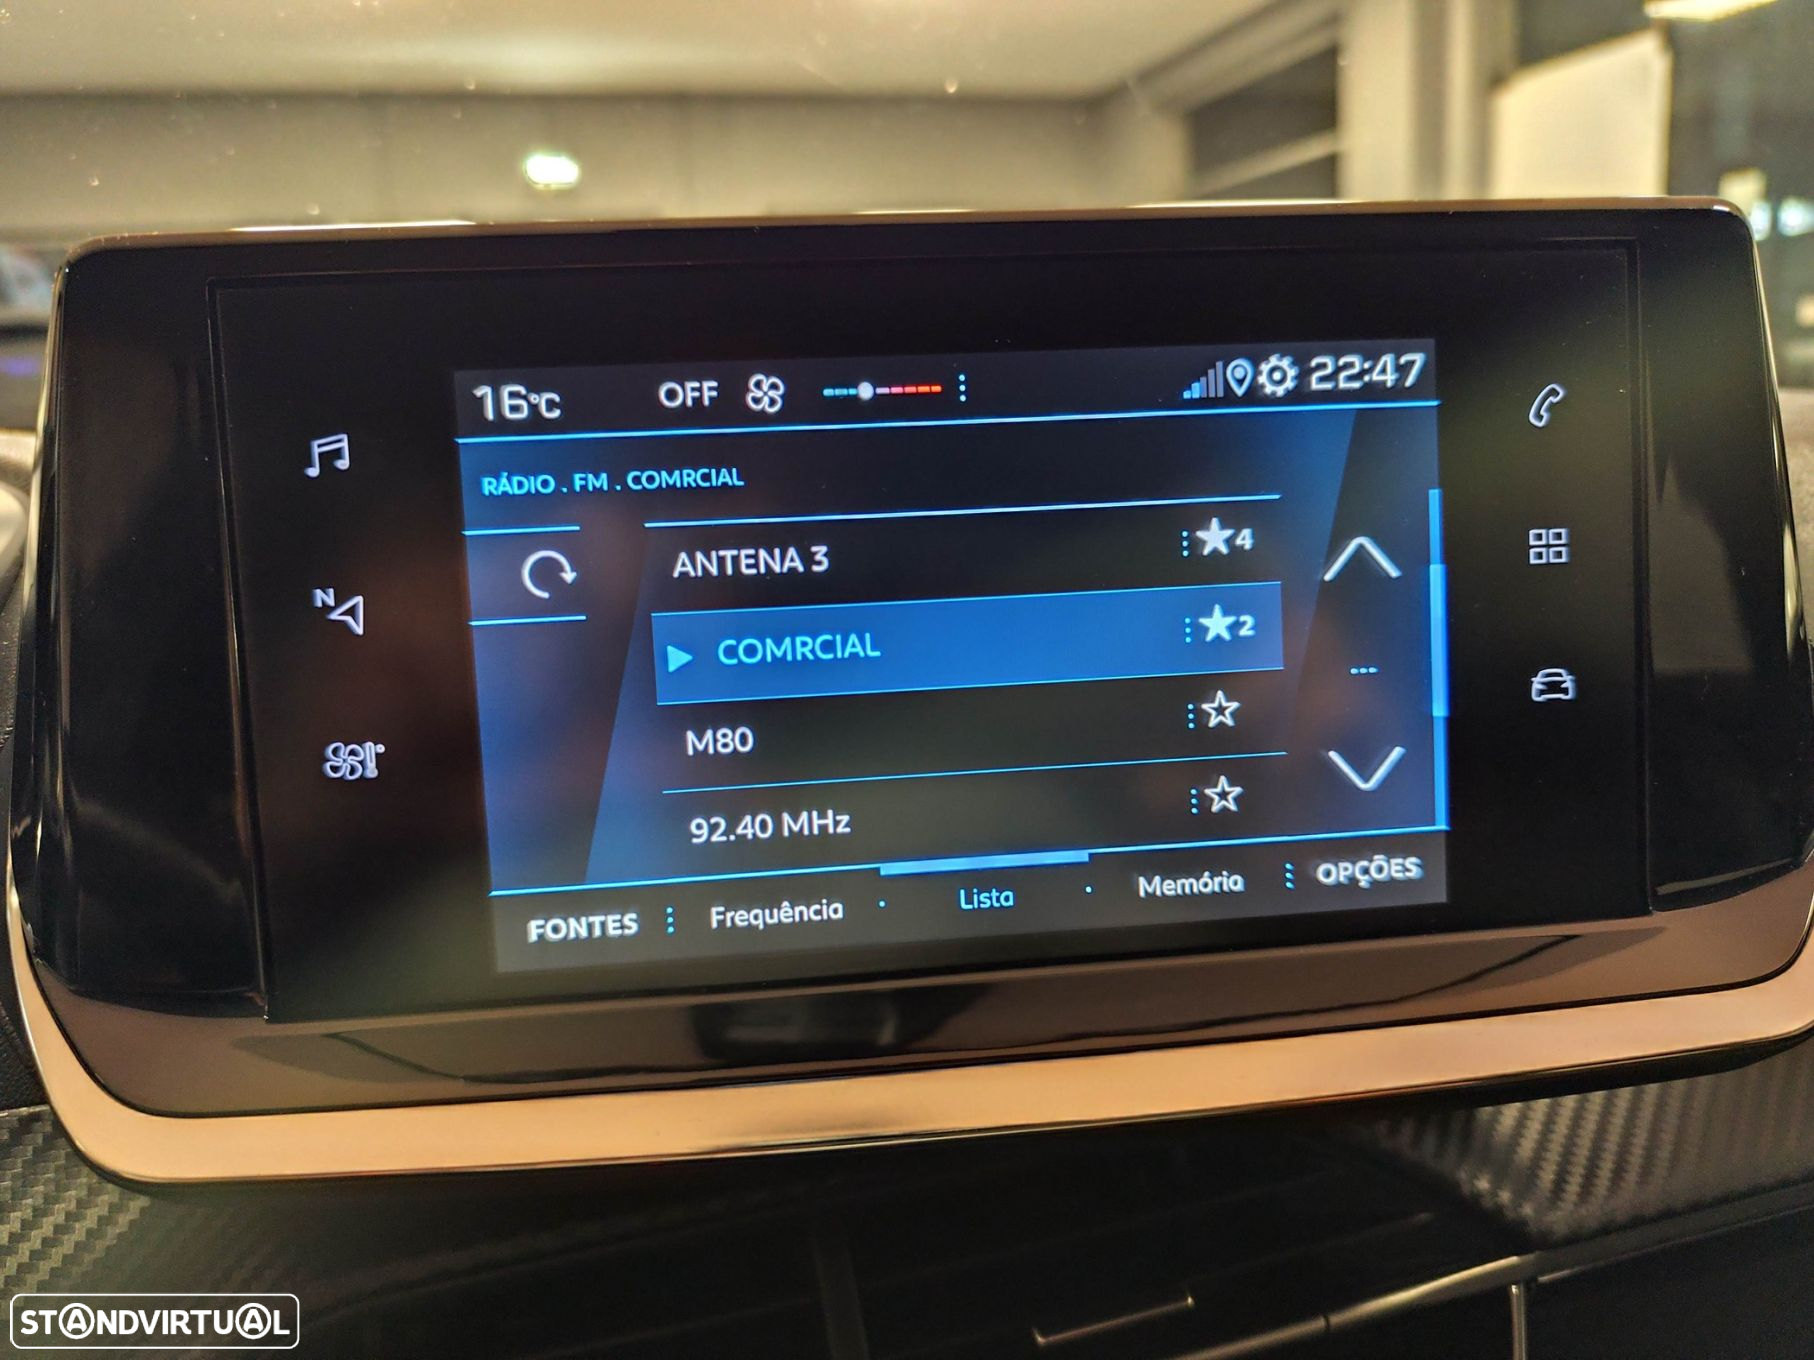 16°C OFF 22:47
RÁDIO . FM . COMRCIAL
ANTENA 3 ★4
COMRCIAL ★2
M80
92.40 MHz
FONTES Frequência · Lista · Memória OPÇÕES
N
STANDVIRTUAL